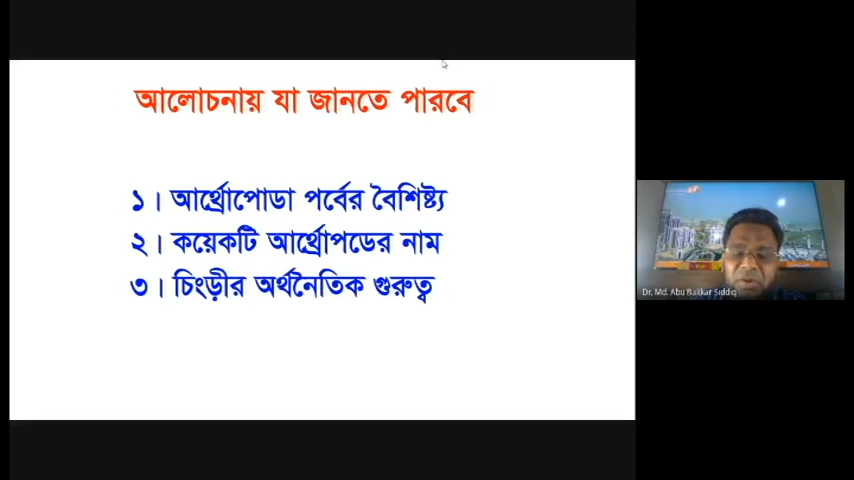 আলোচনায় যা জানতে পারবে
১। আর্থ্রোপোডা পর্বের বৈশিষ্ট্য
২। কয়েকটি আর্থ্রোপডের নাম
৩। চিংড়ীর অর্থনৈতিক গুরুত্ব
Dr. Md. Abu Bakkar Siddiq